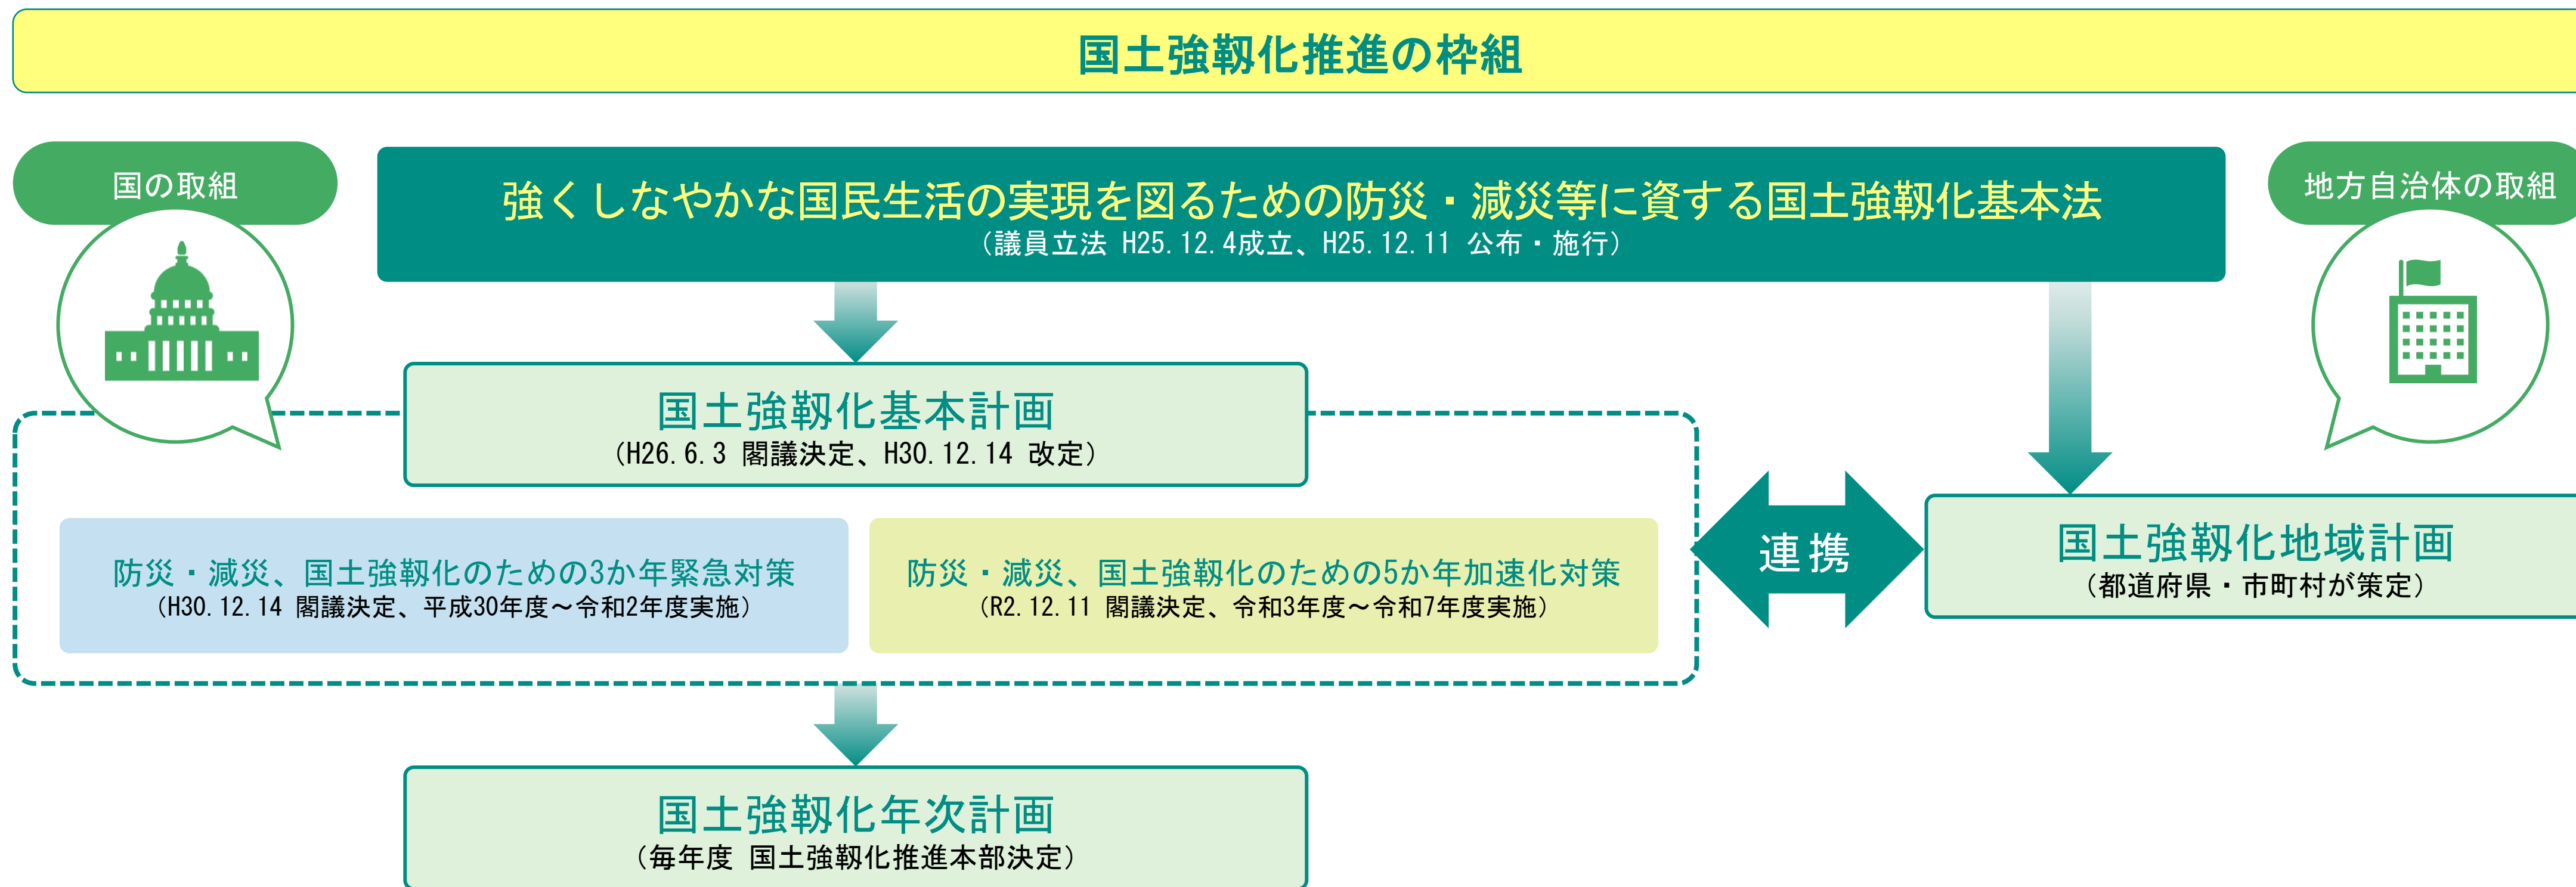 国土強靱化推進の枠組
国の取組
強くしなやかな国民生活の実現を図るための防災・減災等に資する国土強靱化基本法
（議員立法 H25.12.4成立、H25.12.11 公布・施行）
地方自治体の取組
国土強靱化基本計画
（H26.6.3 閣議決定、H30.12.14 改定）
防災・減災、国土強靱化のための3か年緊急対策
（H30.12.14 閣議決定、平成30年度～令和2年度実施）
防災・減災、国土強靱化のための5か年加速化対策
（R2.12.11 閣議決定、令和3年度～令和7年度実施）
連携
国土強靱化地域計画
（都道府県・市町村が策定）
国土強靱化年次計画
（毎年度 国土強靱化推進本部決定）